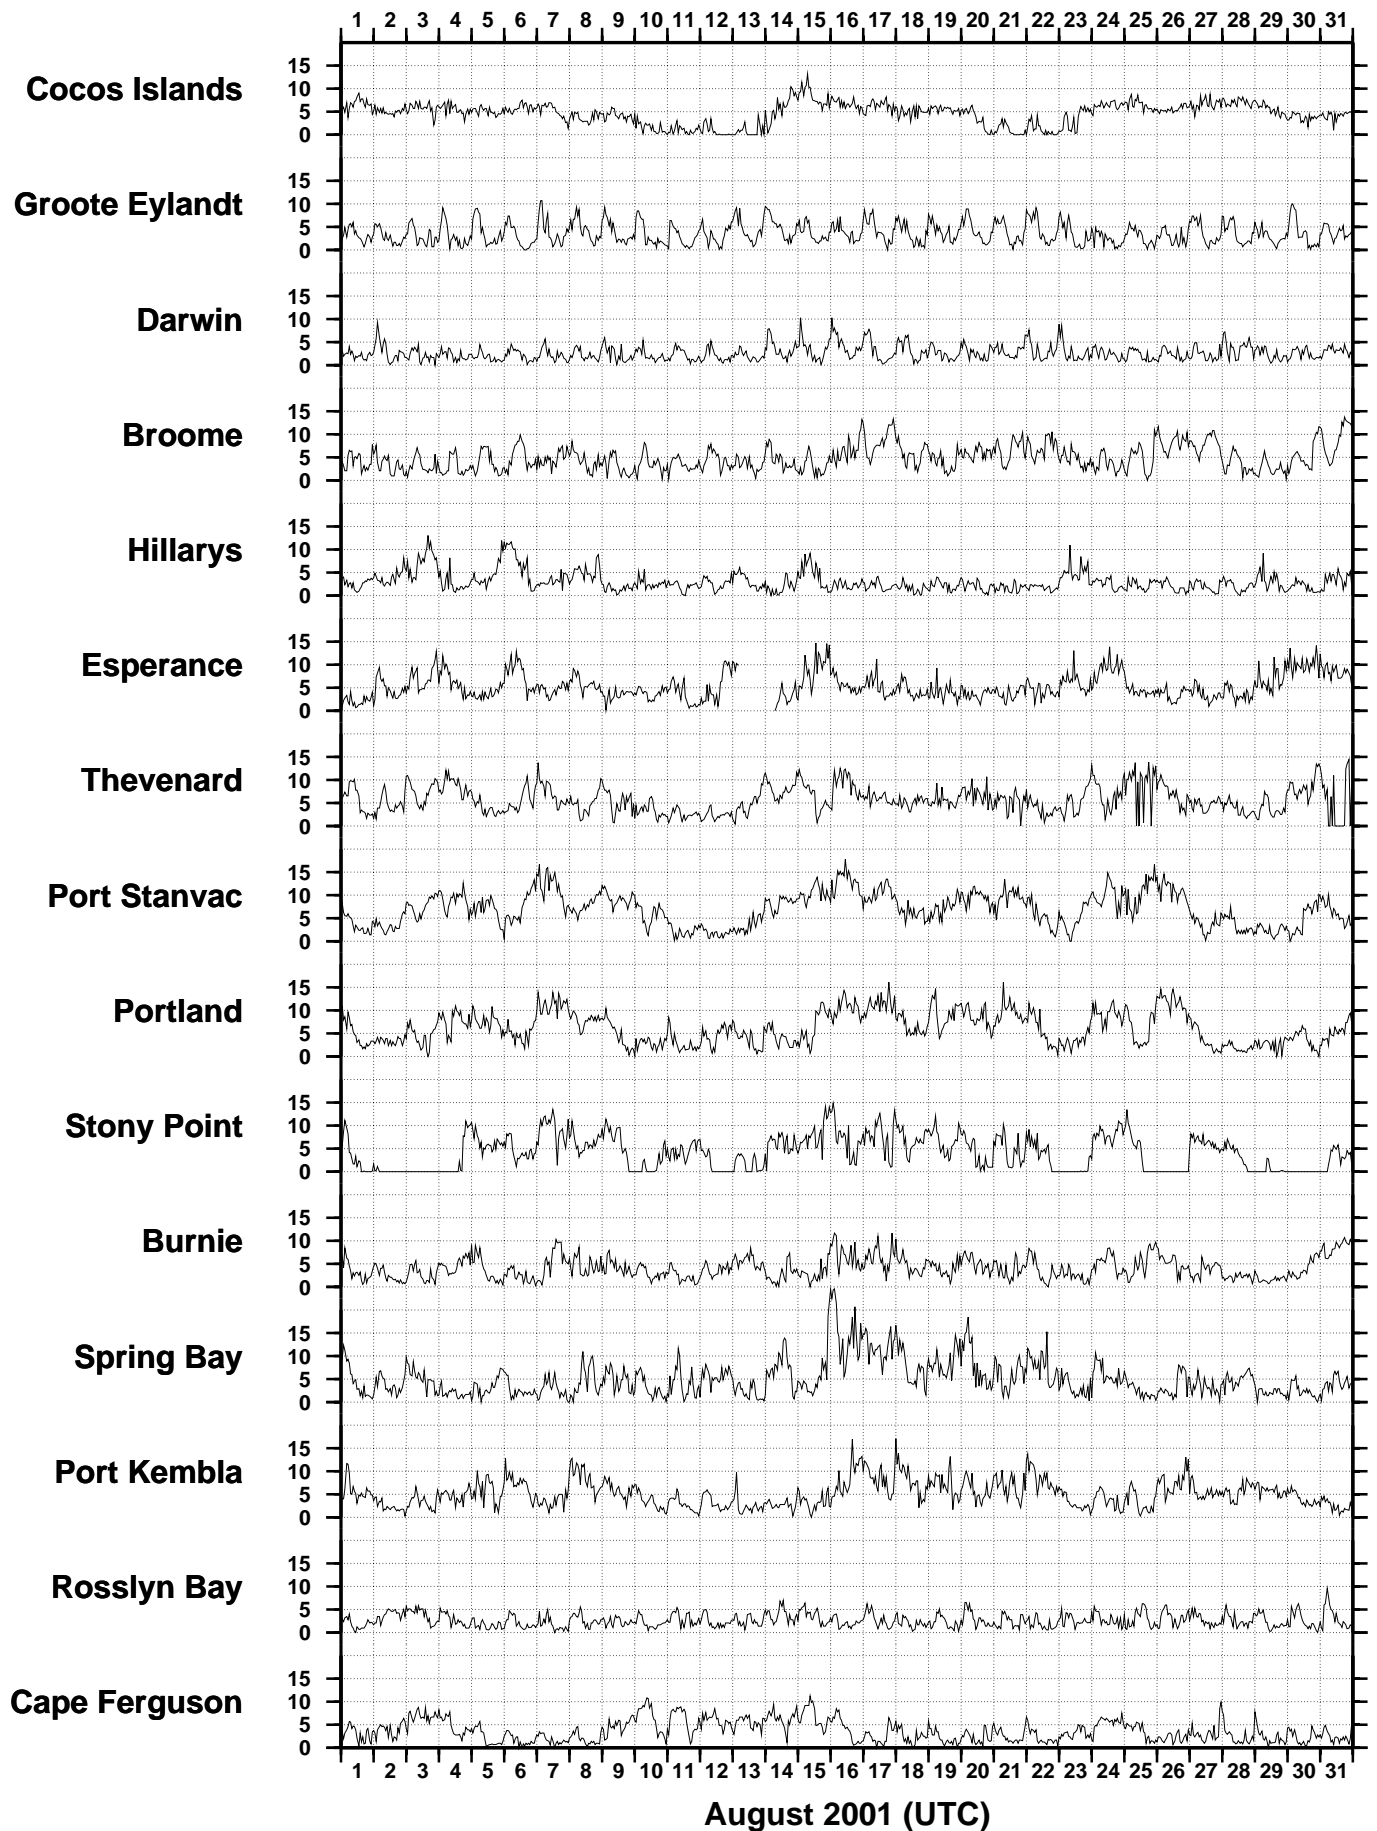 1 2 3 4 5 6 7 8 9 10 11 12 13 14 15 16 17 18 19 20 21 22 23 24 25 26 27 28 29 30 31
Cocos Islands 15 10 5 0
Groote Eylandt 15 10 5 0
Darwin 15 10 5 0
Broome 15 10 5 0
Hillarys 15 10 5 0
Esperance 15 10 5 0
Thevenard 15 10 5 0
Port Stanvac 15 10 5 0
Portland 15 10 5 0
Stony Point 15 10 5 0
Burnie 15 10 5 0
Spring Bay 15 10 5 0
Port Kembla 15 10 5 0
Rosslyn Bay 15 10 5 0
Cape Ferguson 15 10 5 0
1 2 3 4 5 6 7 8 9 10 11 12 13 14 15 16 17 18 19 20 21 22 23 24 25 26 27 28 29 30 31
August 2001 (UTC)